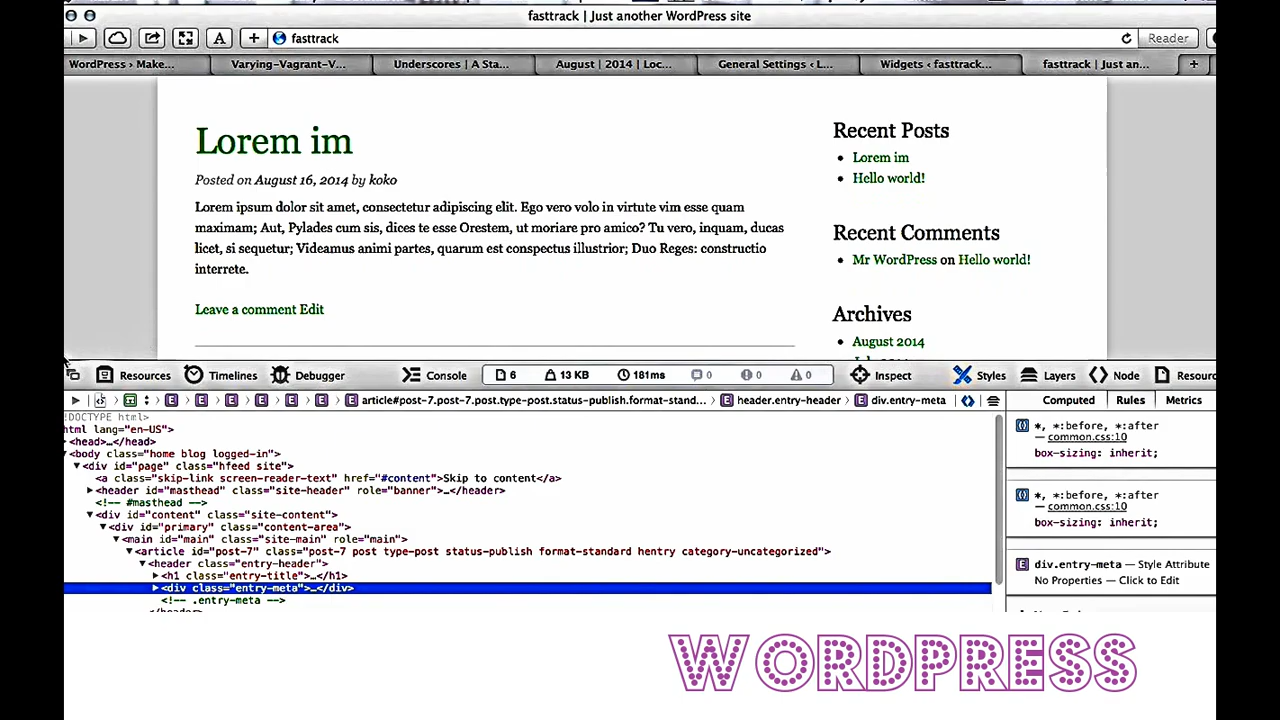 fasttrack | Just another WordPress site
A + fasttrack Reader
WordPress › Make... Varying-Vagrant-V... Underscores | A Sta... August | 2014 | Loc... General Settings ‹ L... Widgets ‹ fasttrack... fasttrack | Just an... +
Lorem im
Posted on August 16, 2014 by koko
Lorem ipsum dolor sit amet, consectetur adipiscing elit. Ego vero volo in virtute vim esse quam
maximam; Aut, Pylades cum sis, dices te esse Orestem, ut moriare pro amico? Tu vero, inquam, ducas
licet, si sequetur; Videamus animi partes, quarum est conspectus illustrior; Duo Reges: constructio
interrete.
Leave a comment Edit
Recent Posts
• Lorem im
• Hello world!
Recent Comments
• Mr WordPress on Hello world!
Archives
• August 2014
Resources Timelines Debugger Console 6 13 KB 181ms 0 0 0 Inspect Styles Layers Node Resourc
E E E E E E E article#post-7.post-7.post.type-post.status-publish.format-stand... E header.entry-header E div.entry-meta
Computed Rules Metrics
!DOCTYPE html>
html lang="en-US">
<head>…</head>
<body class="home blog logged-in">
<div id="page" class="hfeed site">
<a class="skip-link screen-reader-text" href="#content">Skip to content</a>
<header id="masthead" class="site-header" role="banner">…</header>
<!-- #masthead -->
<div id="content" class="site-content">
<div id="primary" class="content-area">
<main id="main" class="site-main" role="main">
<article id="post-7" class="post-7 post type-post status-publish format-standard hentry category-uncategorized">
<header class="entry-header">
<h1 class="entry-title">…</h1>
<div class="entry-meta">…</div>
<!-- .entry-meta -->
*, *:before, *:after
— common.css:10
box-sizing: inherit;
*, *:before, *:after
— common.css:10
box-sizing: inherit;
E div.entry-meta — Style Attribute
No Properties — Click to Edit
WORDPRESS